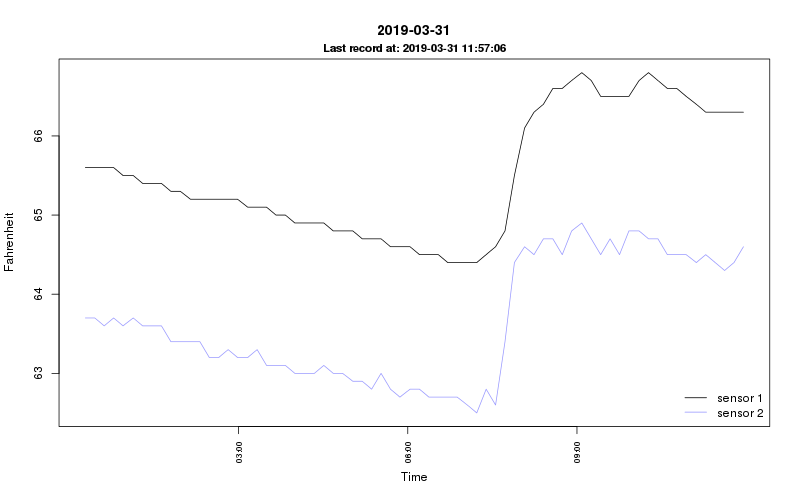 2019-03-31
Last record at: 2019-03-31 11:57:06
Fahrenheit
66
65
64
63
sensor 1
sensor 2
03:00
06:00
09:00
Time